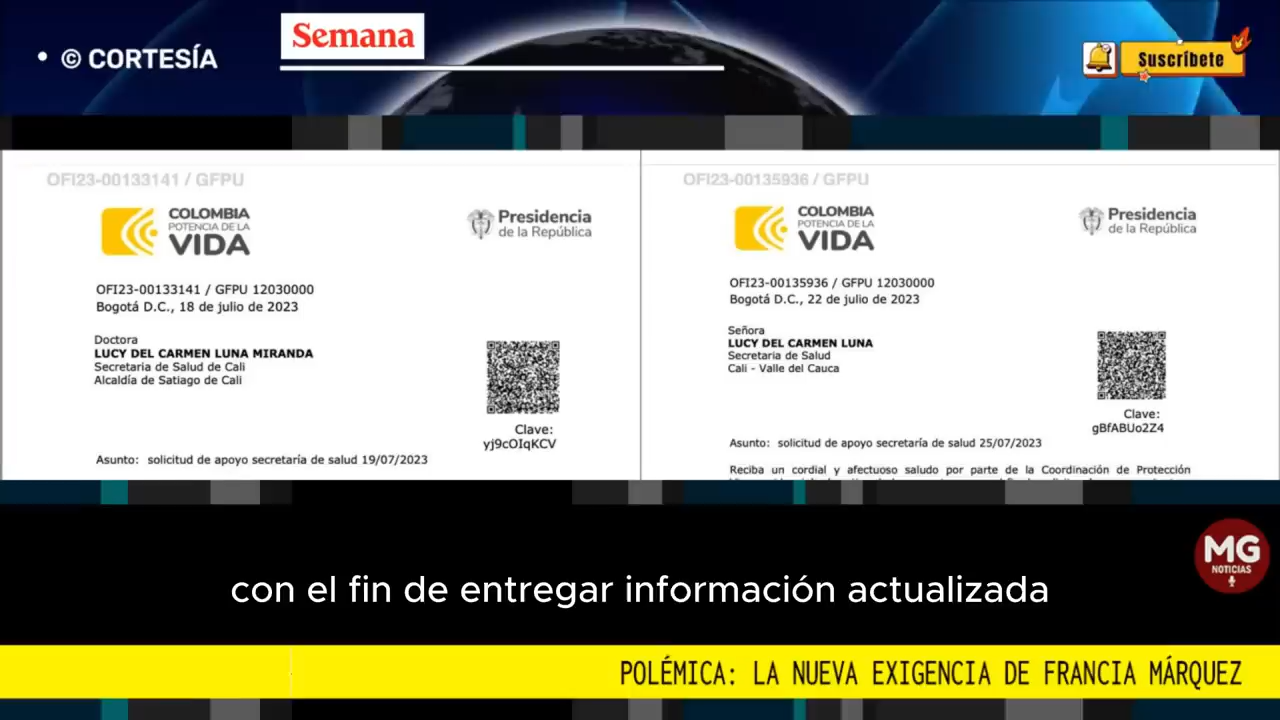 • © CORTESÍA
Semana
Suscríbete
OFI23-00133141 / GFPU
COLOMBIA
POTENCIA DE LA
VIDA
Presidencia
de la República
OFI23-00133141 / GFPU 12030000
Bogotá D.C., 18 de julio de 2023
Doctora
LUCY DEL CARMEN LUNA MIRANDA
Secretaria de Salud de Cali
Alcaldía de Satiago de Cali
Clave:
yj9cOIqKCV
Asunto: solicitud de apoyo secretaría de salud 19/07/2023
OFI23-00135936 / GFPU
COLOMBIA
POTENCIA DE LA
VIDA
Presidencia
de la República
OFI23-00135936 / GFPU 12030000
Bogotá D.C., 22 de julio de 2023
Señora
LUCY DEL CARMEN LUNA
Secretaria de Salud
Cali - Valle del Cauca
Clave:
gBfABUo2Z4
Asunto: solicitud de apoyo secretaría de salud 25/07/2023
Reciba un cordial y afectuoso saludo por parte de la Coordinación de Protección
MG
NOTICIAS
con el fin de entregar información actualizada
POLÉMICA: LA NUEVA EXIGENCIA DE FRANCIA MÁRQUEZ